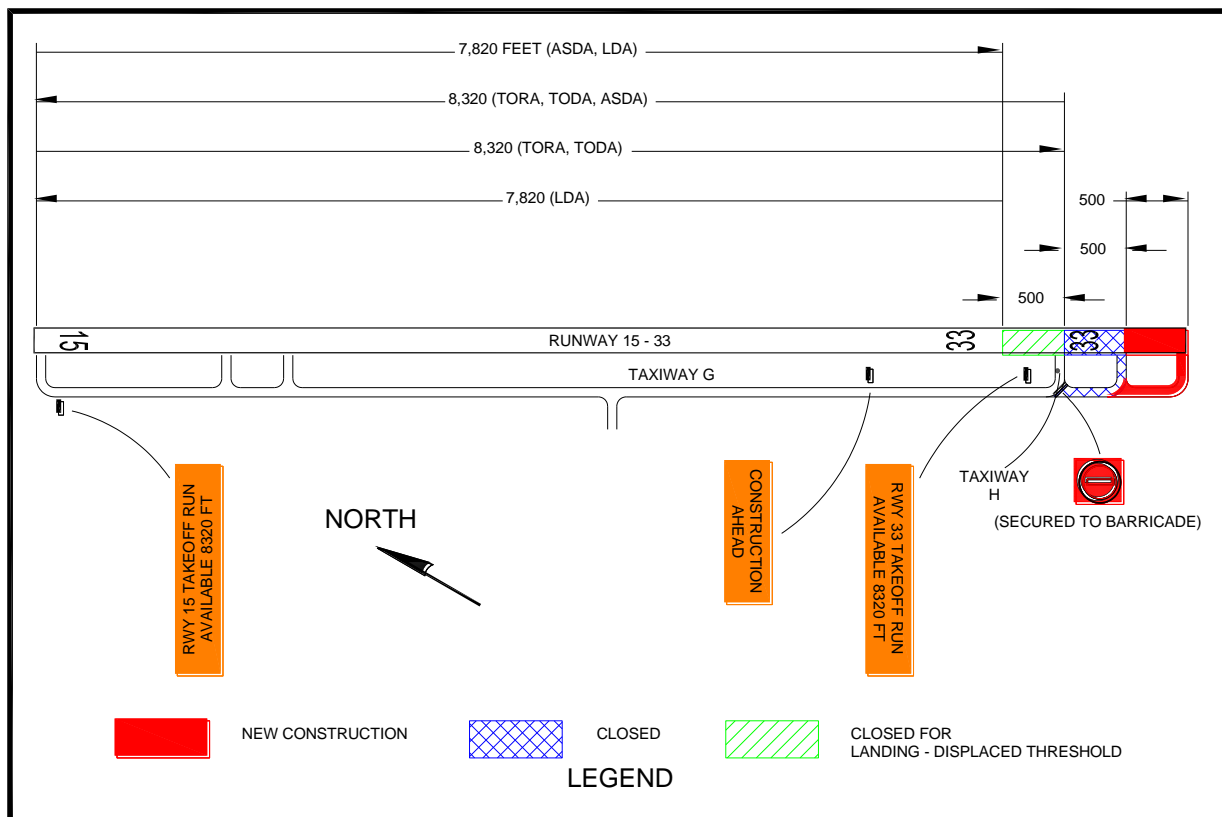 7,820 FEET (ASDA, LDA)
8,320 (TORA, TODA, ASDA)
8,320 (TORA, TODA)
7,820 (LDA)
500
500
500
15
RUNWAY 15 - 33
33
33
TAXIWAY G
RWY 15 TAKEOFF RUN
AVAILABLE 8320 FT
NORTH
CONSTRUCTION
AHEAD
RWY 33 TAKEOFF RUN
AVAILABLE 8320 FT
TAXIWAY
H
(SECURED TO BARRICADE)
NEW CONSTRUCTION
CLOSED
CLOSED FOR
LANDING - DISPLACED THRESHOLD
LEGEND